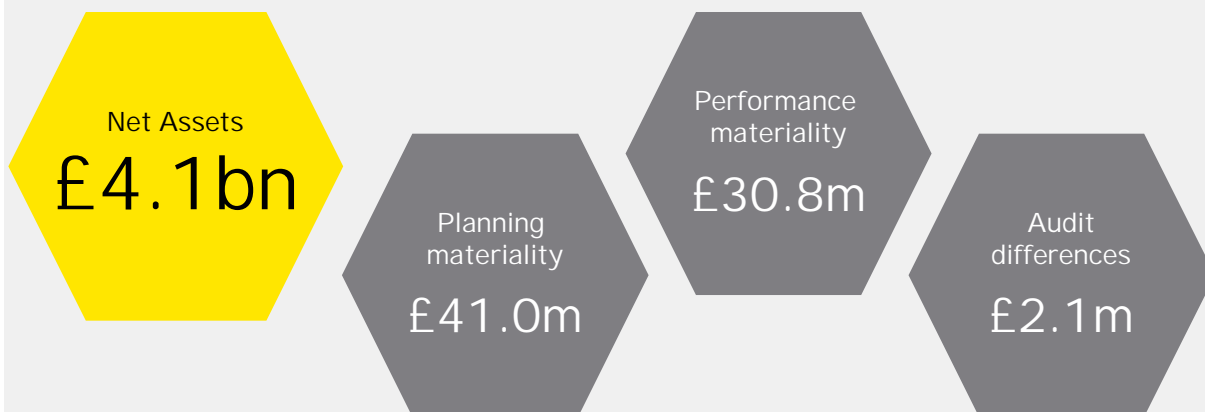 Net Assets
£4.1bn
Planning
materiality
£41.0m
Performance
materiality
£30.8m
Audit
differences
£2.1m